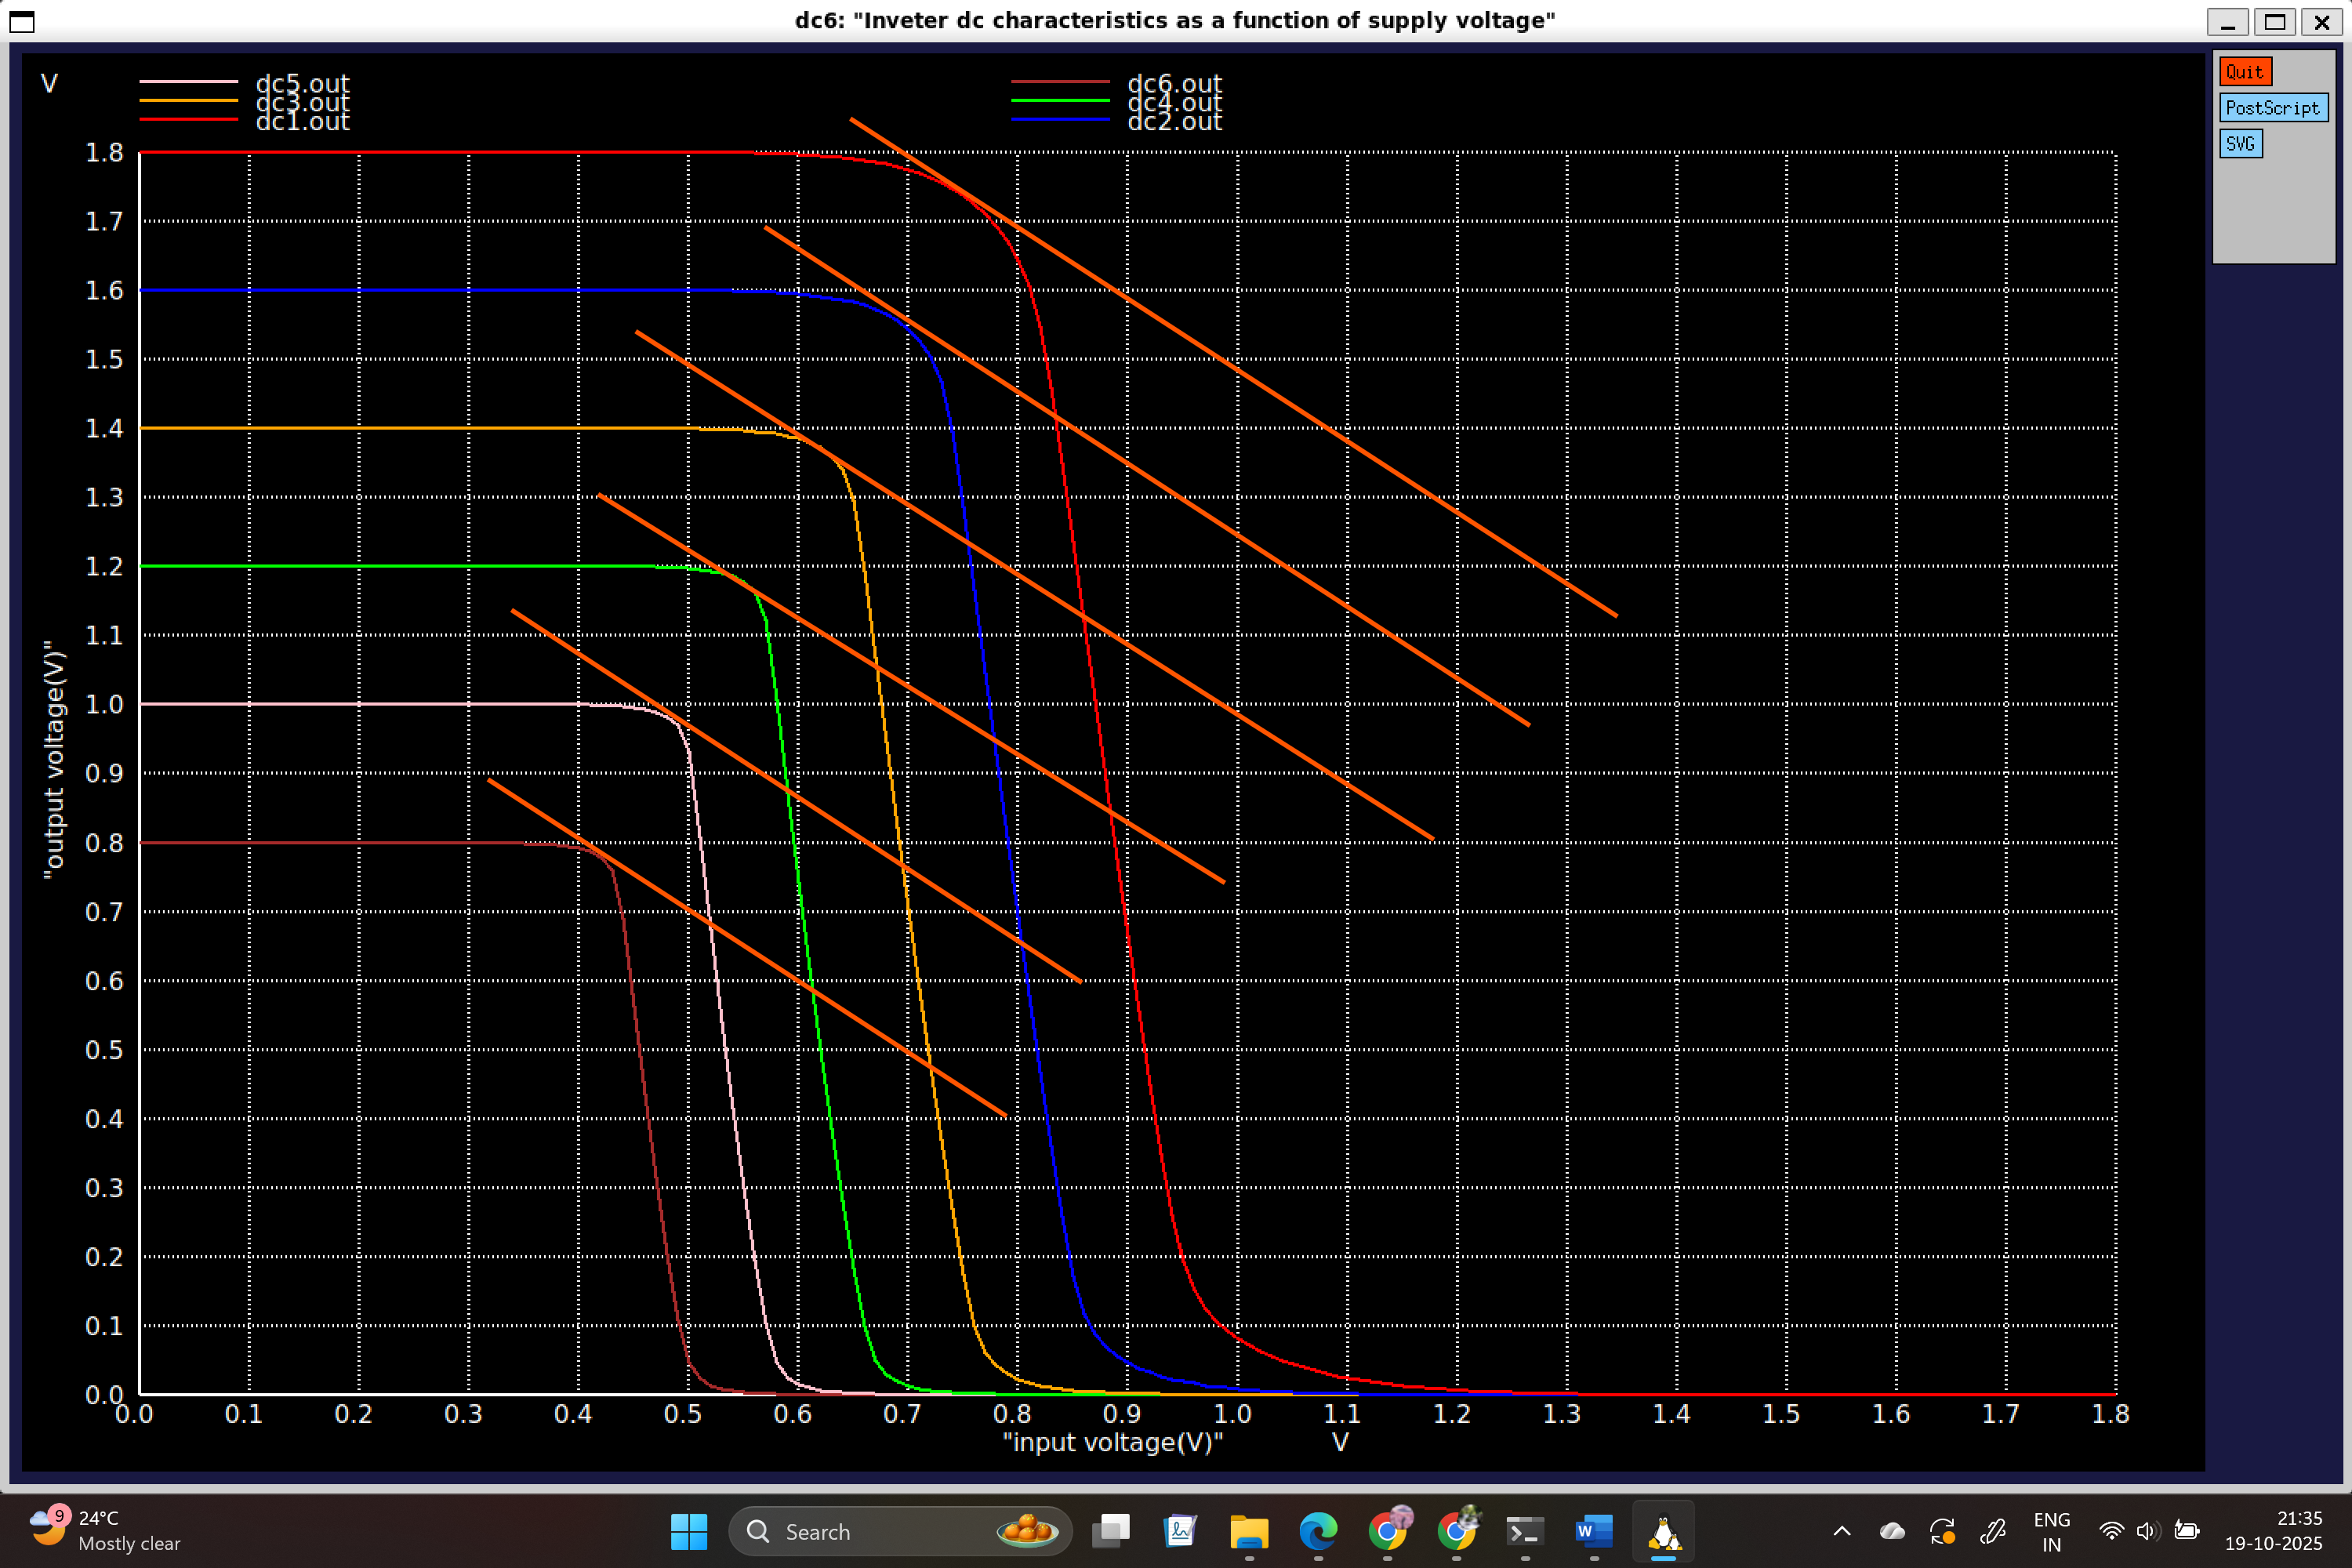 dc6: "Inveter dc characteristics as a function of supply voltage"
Quit
PostScript
SVG
V
dc5.out
dc3.out
dc1.out
dc6.out
dc4.out
dc2.out
1.8
1.7
1.6
1.5
1.4
1.3
1.2
1.1
1.0
0.9
0.8
0.7
0.6
0.5
0.4
0.3
0.2
0.1
0.0
"output voltage(V)"
0.0 0.1 0.2 0.3 0.4 0.5 0.6 0.7 0.8 0.9 1.0 1.1 1.2 1.3 1.4 1.5 1.6 1.7 1.8
"input voltage(V)" V
9
24°C
Mostly clear
Search
W
ENG
IN
21:35
19-10-2025